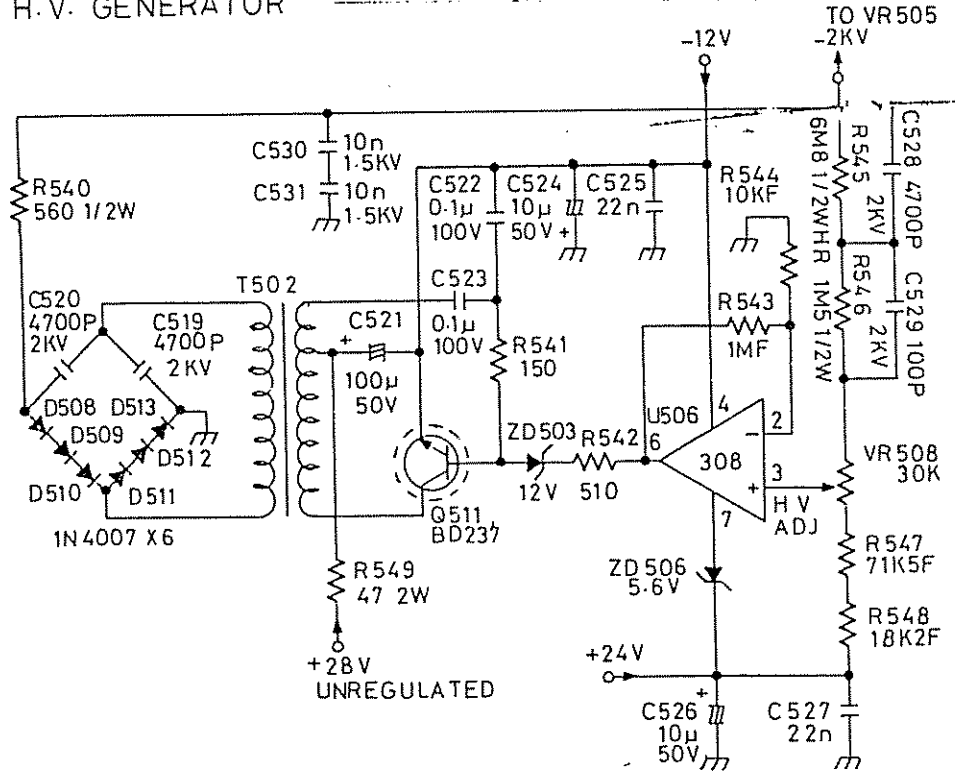 H.V. GENERATOR
TO VR505
-2KV
-12V
C530
10n
1.5KV
C531
10n
1.5KV
R540
560 1/2W
C522
0.1µ
100V
C524
10µ
50V
+
C525
22n
R544
10KF
6M8 1/2WHR
R545
C528 4700P
2KV
1M5 1/2W
R546
C529 100P
2KV
T502
C520
4700P
2KV
C519
4700P
2KV
C523
0.1µ
100V
+
C521
100µ
50V
R541
150
R543
1MF
D508
D513
D509
D512
D510
D511
1N4007 X6
ZD503
12V
R542
510
U506
6
4
2
-
308
3
+
7
H V
ADJ
VR508
30K
Q511
BD237
R549
47 2W
ZD506
5.6V
R547
71K5F
R548
18K2F
+28V
UNREGULATED
+24V
C526
10µ
50V
+
C527
22n